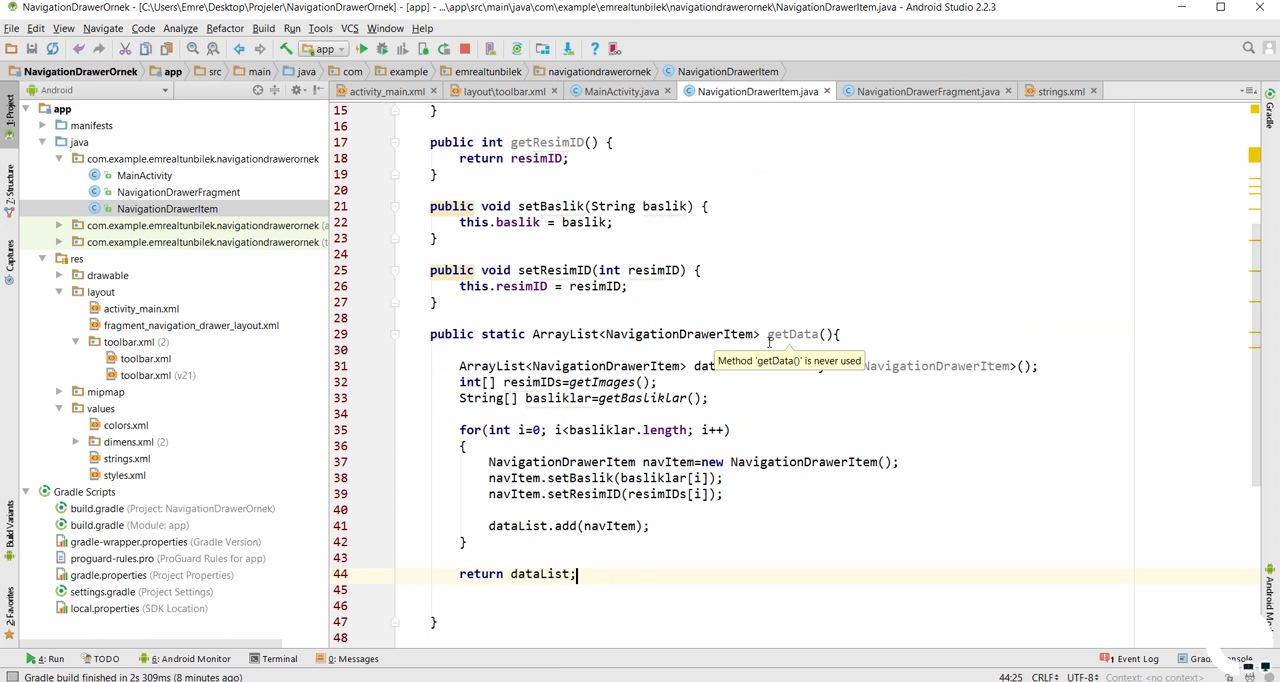 NavigationDrawerOrnek - [C:\Users\Emre\Desktop\Projeler\NavigationDrawerOrnek] - [app] - ...\app\src\main\java\com\example\emrealtunbilek\navigationdrawerornek\NavigationDrawerItem.java - Android Studio 2.2.3
File Edit View Navigate Code Analyze Refactor Build Run Tools VCS Window Help
app
NavigationDrawerOrnek app src main java com example emrealtunbilek navigationdrawerornek NavigationDrawerItem
Android
activity_main.xml layout\toolbar.xml MainActivity.java NavigationDrawerItem.java NavigationDrawerFragment.java strings.xml
1: Project
Z: Structure
Captures
Build Variants
2: Favorites
app
manifests
java
com.example.emrealtunbilek.navigationdrawerornek
MainActivity
NavigationDrawerFragment
NavigationDrawerItem
com.example.emrealtunbilek.navigationdrawerornek (a
com.example.emrealtunbilek.navigationdrawerornek (t
res
drawable
layout
activity_main.xml
fragment_navigation_drawer_layout.xml
toolbar.xml (2)
toolbar.xml
toolbar.xml (v21)
mipmap
values
colors.xml
dimens.xml (2)
strings.xml
styles.xml
Gradle Scripts
build.gradle (Project: NavigationDrawerOrnek)
build.gradle (Module: app)
gradle-wrapper.properties (Gradle Version)
proguard-rules.pro (ProGuard Rules for app)
gradle.properties (Project Properties)
settings.gradle (Project Settings)
local.properties (SDK Location)
15 }
16
17 public int getResimID() {
18 return resimID;
19 }
20
21 public void setBaslik(String baslik) {
22 this.baslik = baslik;
23 }
24
25 public void setResimID(int resimID) {
26 this.resimID = resimID;
27 }
28
29 public static ArrayList<NavigationDrawerItem> getData(){
30
Method 'getData()' is never used
31 ArrayList<NavigationDrawerItem> dat NavigationDrawerItem>();
32 int[] resimIDs=getImages();
33 String[] basliklar=getBasliklar();
34
35 for(int i=0; i<basliklar.length; i++)
36 {
37 NavigationDrawerItem navItem=new NavigationDrawerItem();
38 navItem.setBaslik(basliklar[i]);
39 navItem.setResimID(resimIDs[i]);
40
41 dataList.add(navItem);
42 }
43
44 return dataList;
45
46
47 }
48
Gradle
4: Run TODO 6: Android Monitor Terminal 0: Messages 1 Event Log
Gradle build finished in 2s 309ms (8 minutes ago) 44:25 CRLF UTF-8 Context: <no context>